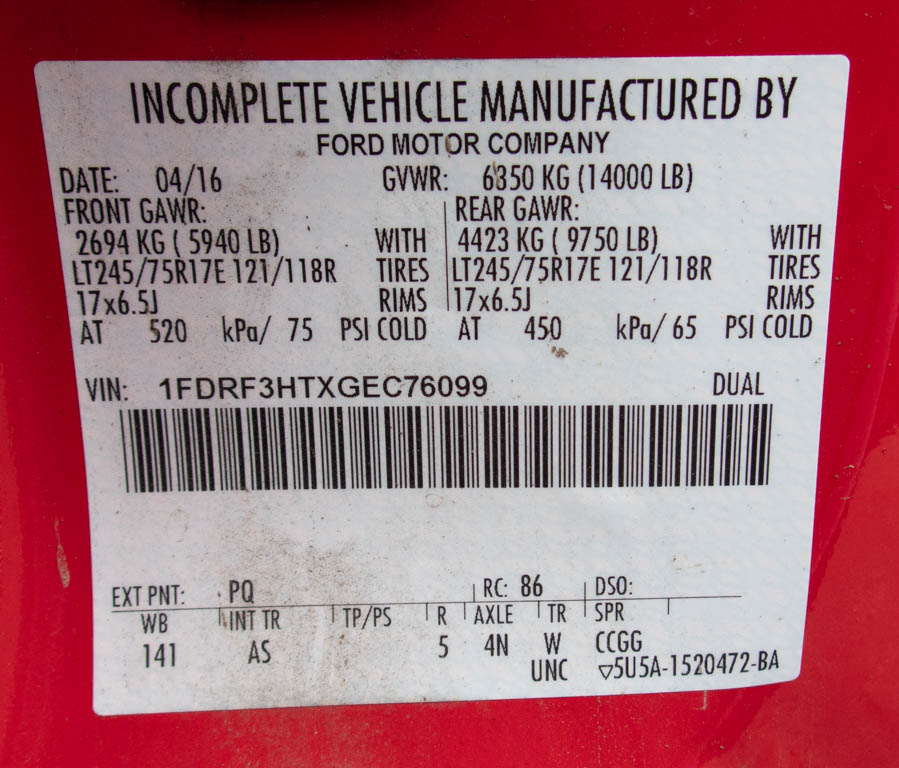 INCOMPLETE VEHICLE MANUFACTURED BY
FORD MOTOR COMPANY
DATE: 04/16 GVWR: 6350 KG (14000 LB)
FRONT GAWR: REAR GAWR:
2694 KG ( 5940 LB) WITH 4423 KG ( 9750 LB) WITH
LT245/75R17E 121/118R TIRES LT245/75R17E 121/118R TIRES
17x6.5J RIMS 17x6.5J RIMS
AT 520 kPa/ 75 PSI COLD AT 450 kPa/ 65 PSI COLD
VIN: 1FDRF3HTXGEC76099 DUAL
EXT PNT: PQ RC: 86 DSO:
WB INT TR TP/PS R AXLE TR SPR
141 AS 5 4N W CCGG
UNC ▽5U5A-1520472-BA